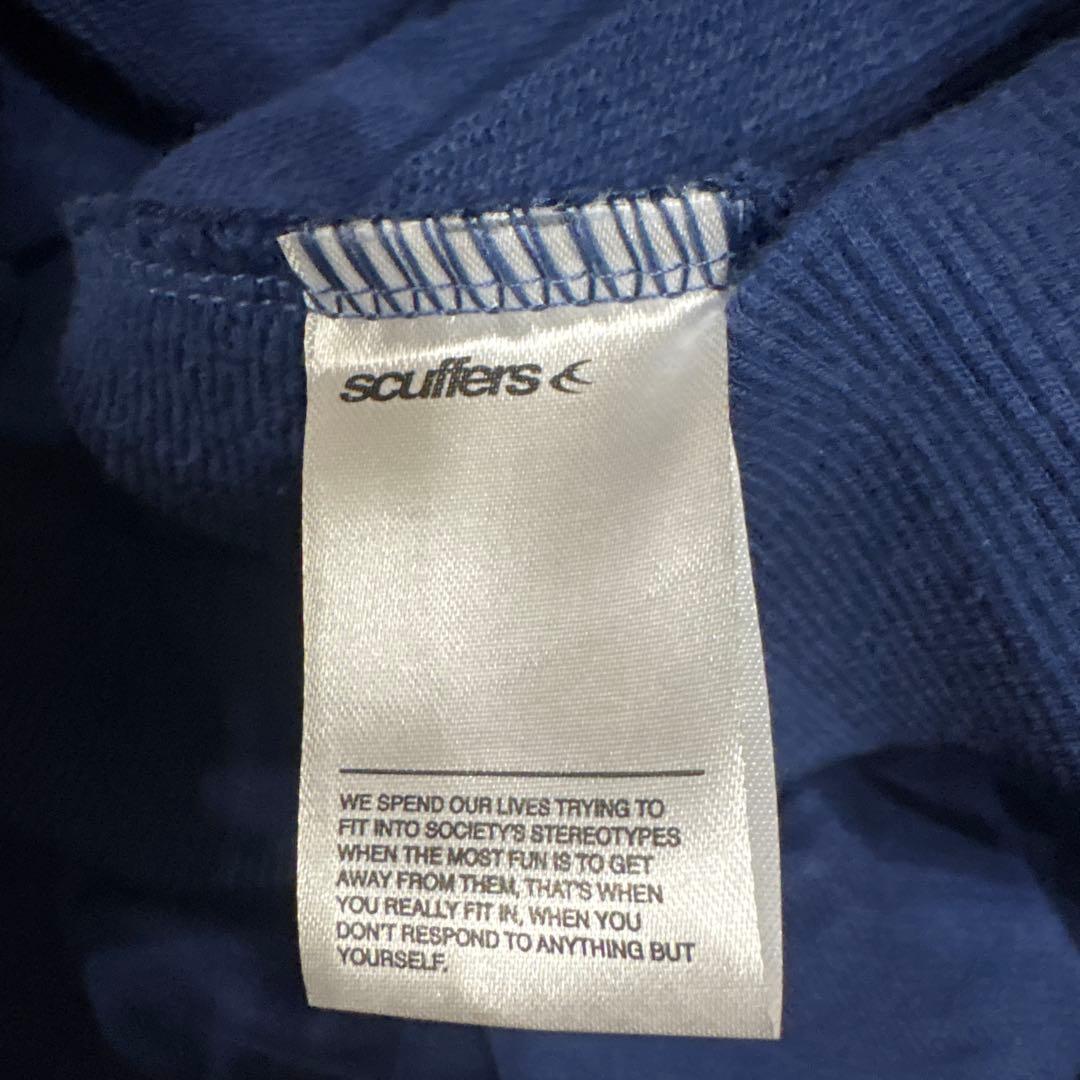 scuffers
WE SPEND OUR LIVES TRYING TO
FIT INTO SOCIETY'S STEREOTYPES
WHEN THE MOST FUN IS TO GET
AWAY FROM THEM, THAT'S WHEN
YOU REALLY FIT IN, WHEN YOU
DON'T RESPOND TO ANYTHING BUT
YOURSELF.